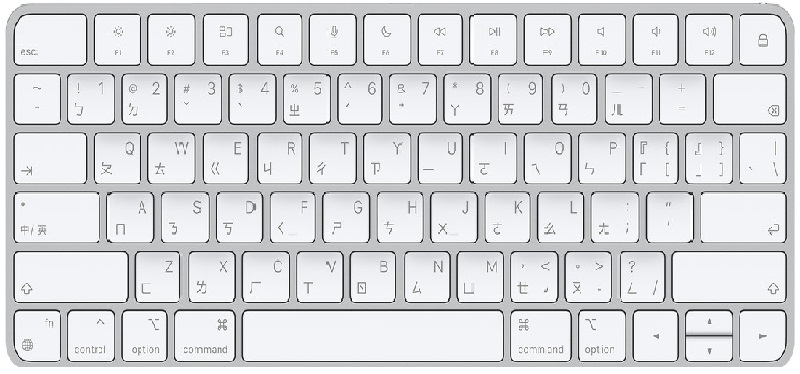 esc F1 F2 F3 F4 F5 F6 F7 F8 F9 F10 F11 F12
~ ! 1 ㄅ 2 # 3 $ 4 % 5 ㄓ ^ 6 & 7 * 8 ㄚ ( 9 ㄞ ) 0 ㄢ ㄦ + =
Q ㄆ W E ㄍ R ㄐ T ㄔ Y ㄗ U ㄧ I ㄛ O ㄟ P ㄣ 『 「 』 」 | \
中/英 A ㄇ S ㄋ D ㄎ F ㄑ G ㄕ H ㄘ J ㄨ K ㄜ L ㄠ : ; ㄤ " '
Z ㄈ X ㄌ C ㄏ V ㄒ B ㄖ N ㄙ M ㄩ < ㄝ > ㄡ ? ㄥ /
fn control option command command option